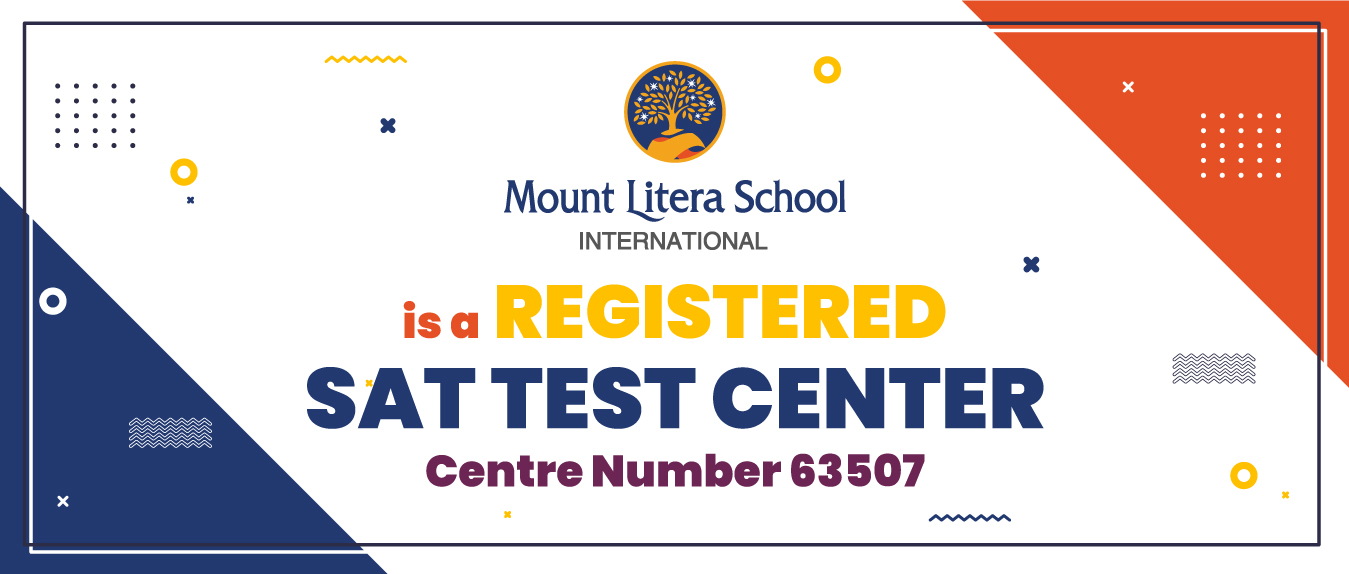 Mount Litera School
INTERNATIONAL
is a REGISTERED
SAT TEST CENTER
Centre Number 63507